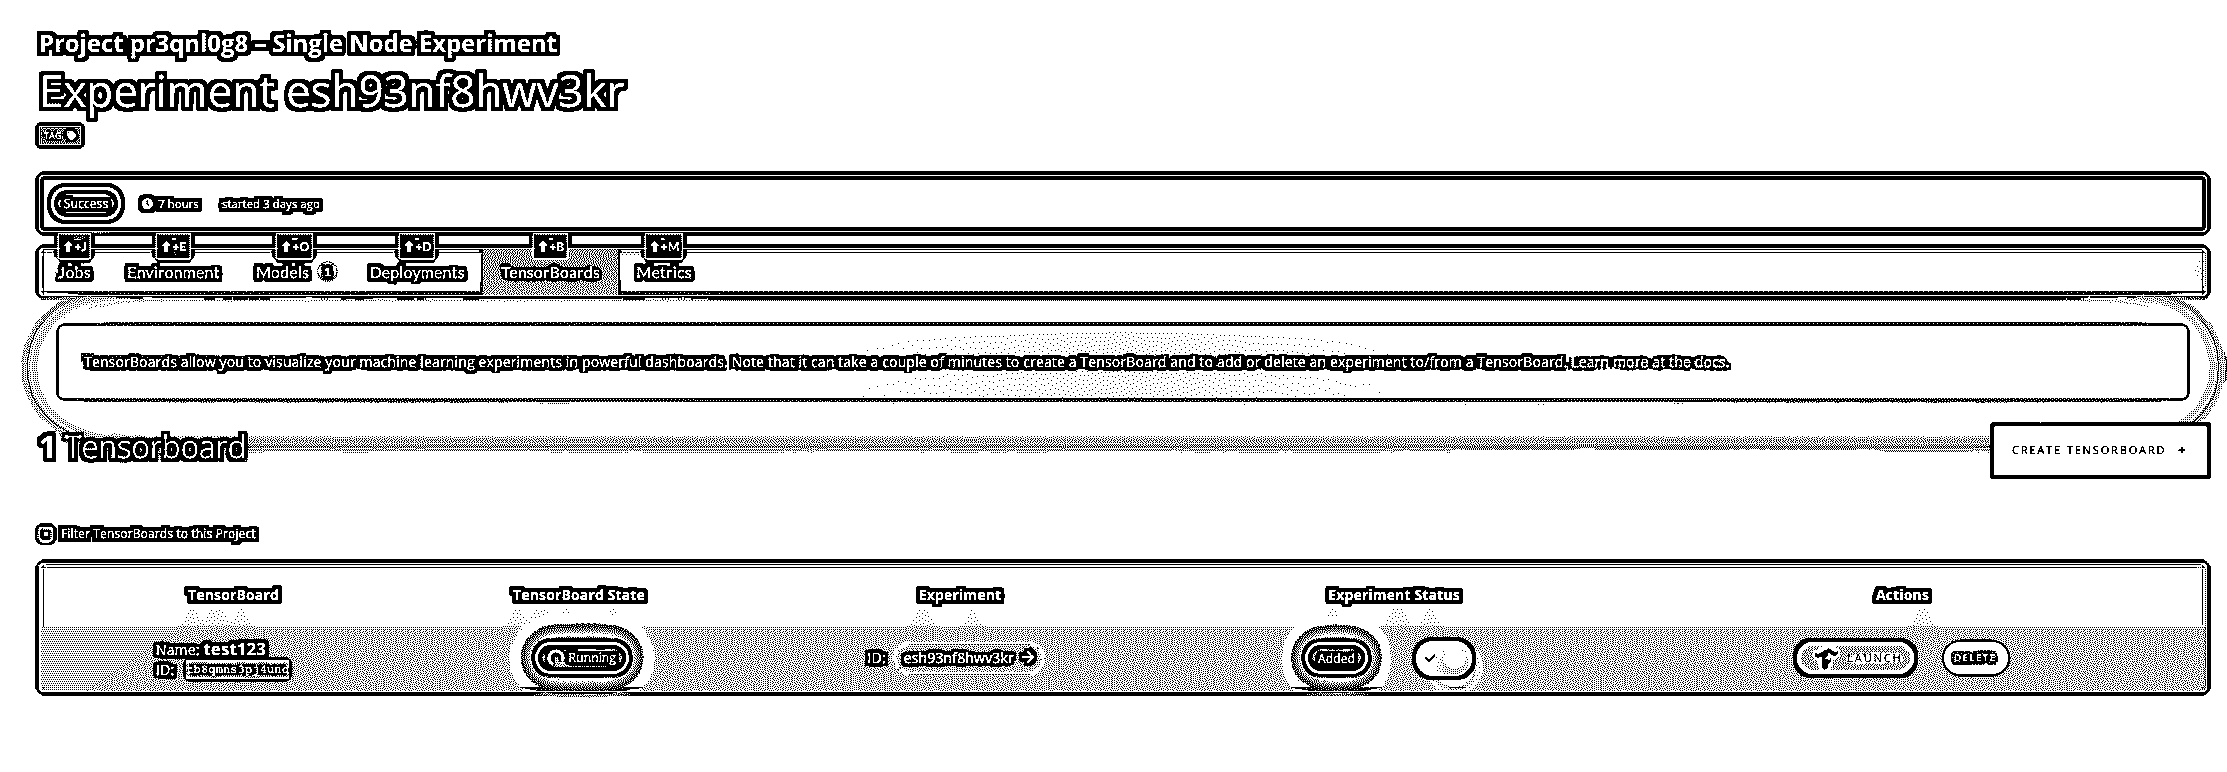 Project pr3qnl0g8 – Single Node Experiment
Experiment esh93nf8hwv3kr
TAG
Success 7 hours started 3 days ago
+J +E +O +D +B +M
Jobs Environment Models 1 Deployments TensorBoards Metrics
TensorBoards allow you to visualize your machine learning experiments in powerful dashboards. Note that it can take a couple of minutes to create a TensorBoard and to add or delete an experiment to/from a TensorBoard. Learn more at the docs.
1 Tensorboard
CREATE TENSORBOARD +
Filter TensorBoards to this Project
TensorBoard TensorBoard State Experiment Experiment Status Actions
Name: test123
ID:
Running
ID: esh93nf8hwv3kr
Added
LAUNCH
DELETE